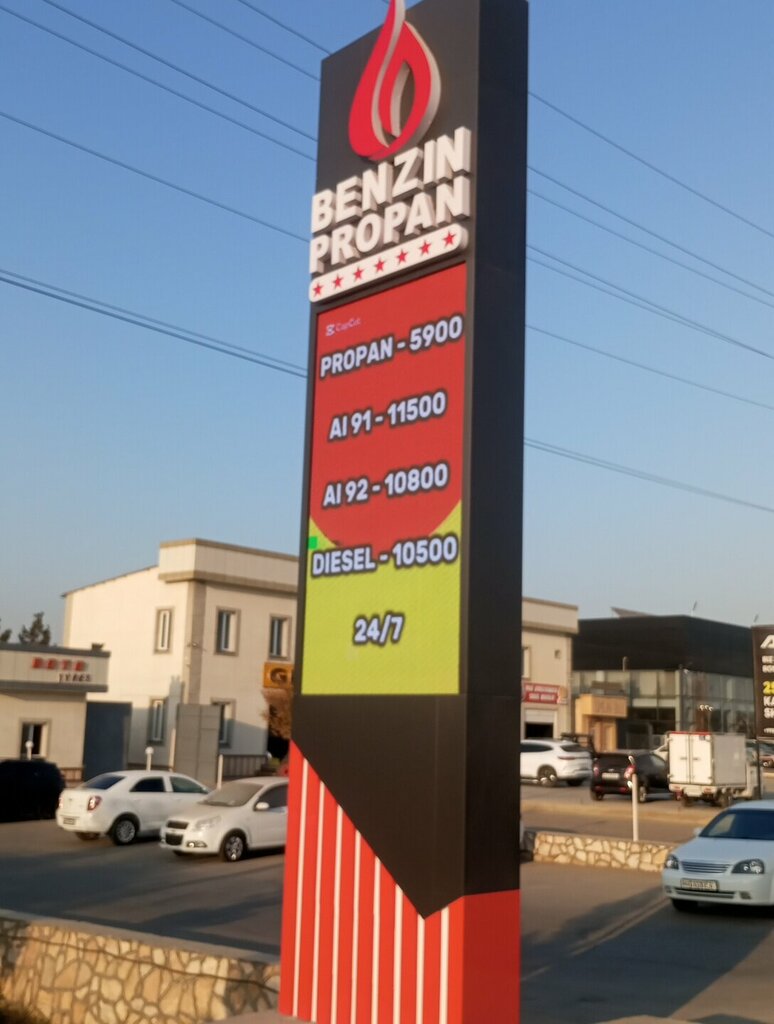 BENZIN
PROPAN
CapCut
PROPAN - 5900
AI 91 - 11500
AI 92 - 10800
DIESEL - 10500
24/7